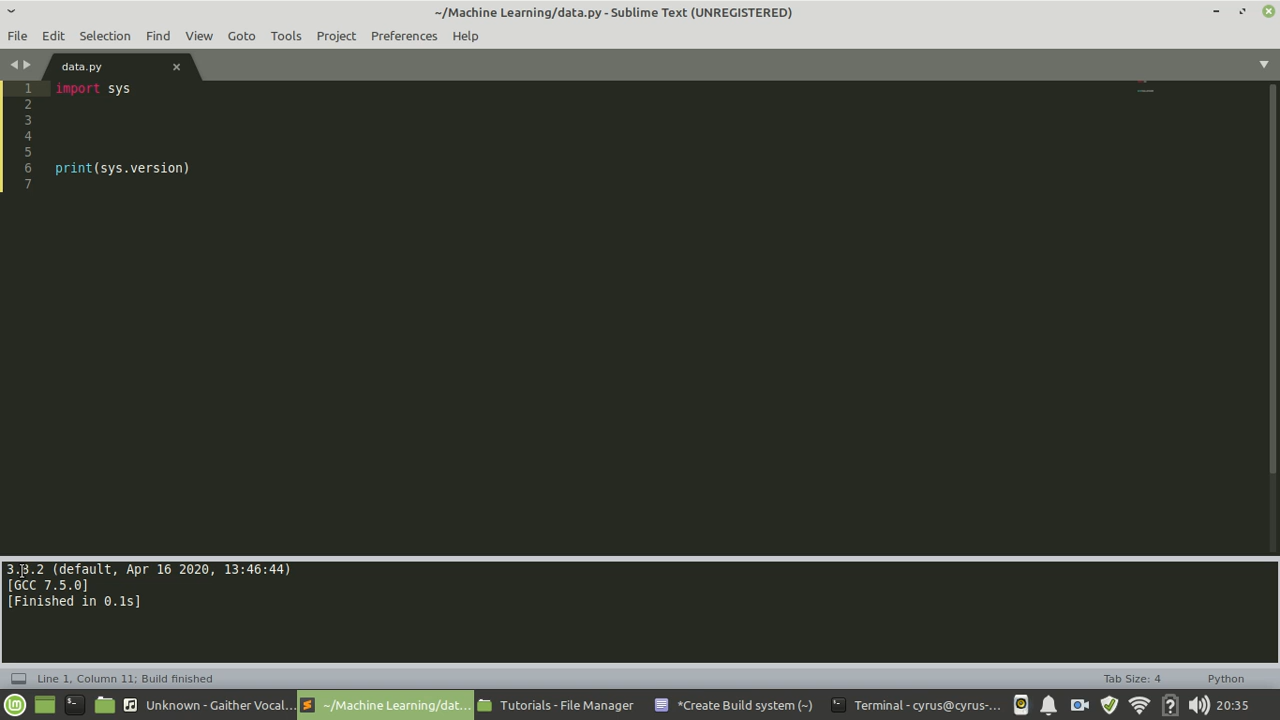 ~/Machine Learning/data.py - Sublime Text (UNREGISTERED)
File Edit Selection Find View Goto Tools Project Preferences Help
data.py
1 import sys
2
3
4
5
6 print(sys.version)
7
3.8.2 (default, Apr 16 2020, 13:46:44)
[GCC 7.5.0]
[Finished in 0.1s]
Line 1, Column 11; Build finished Tab Size: 4 Python
Unknown - Gaither Vocal... ~/Machine Learning/dat... Tutorials - File Manager *Create Build system (~) Terminal - cyrus@cyrus-... 20:35